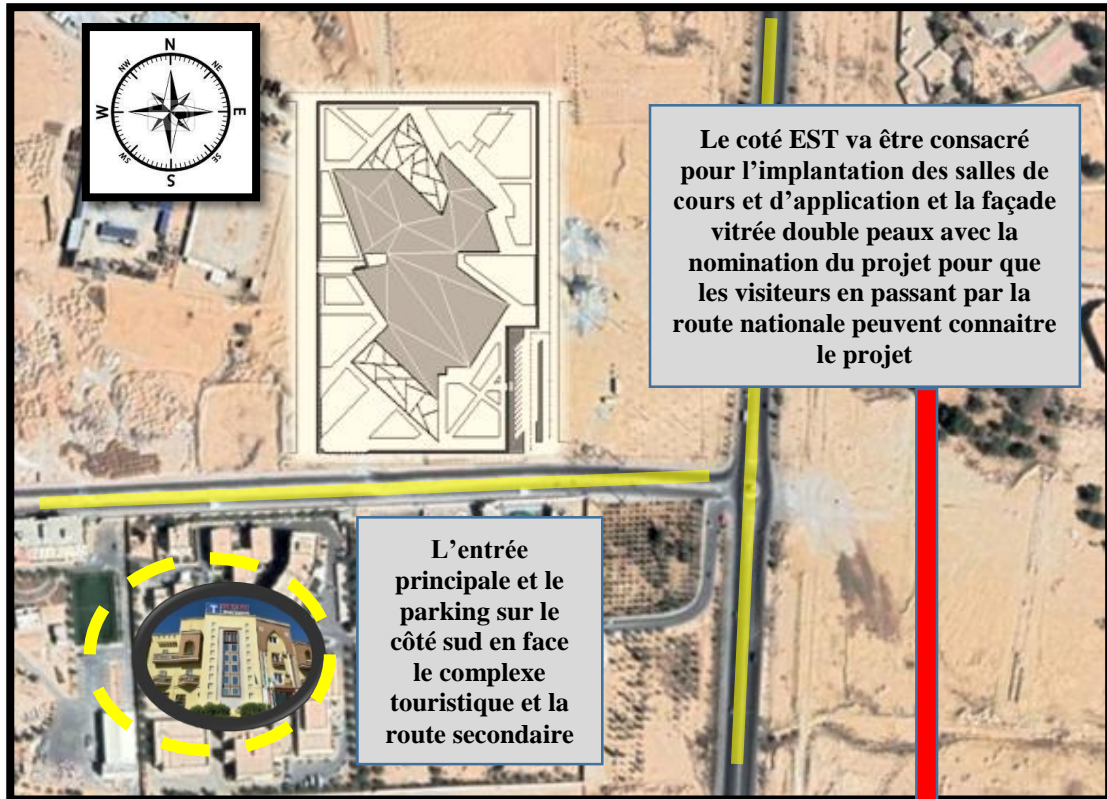 N
NW
NE
W
E
SW
SE
S
Le coté EST va être consacré
pour l’implantation des salles de
cours et d’application et la façade
vitrée double peaux avec la
nomination du projet pour que
les visiteurs en passant par la
route nationale peuvent connaitre
le projet
L’entrée
principale et le
parking sur le
côté sud en face
le complexe
touristique et la
route secondaire